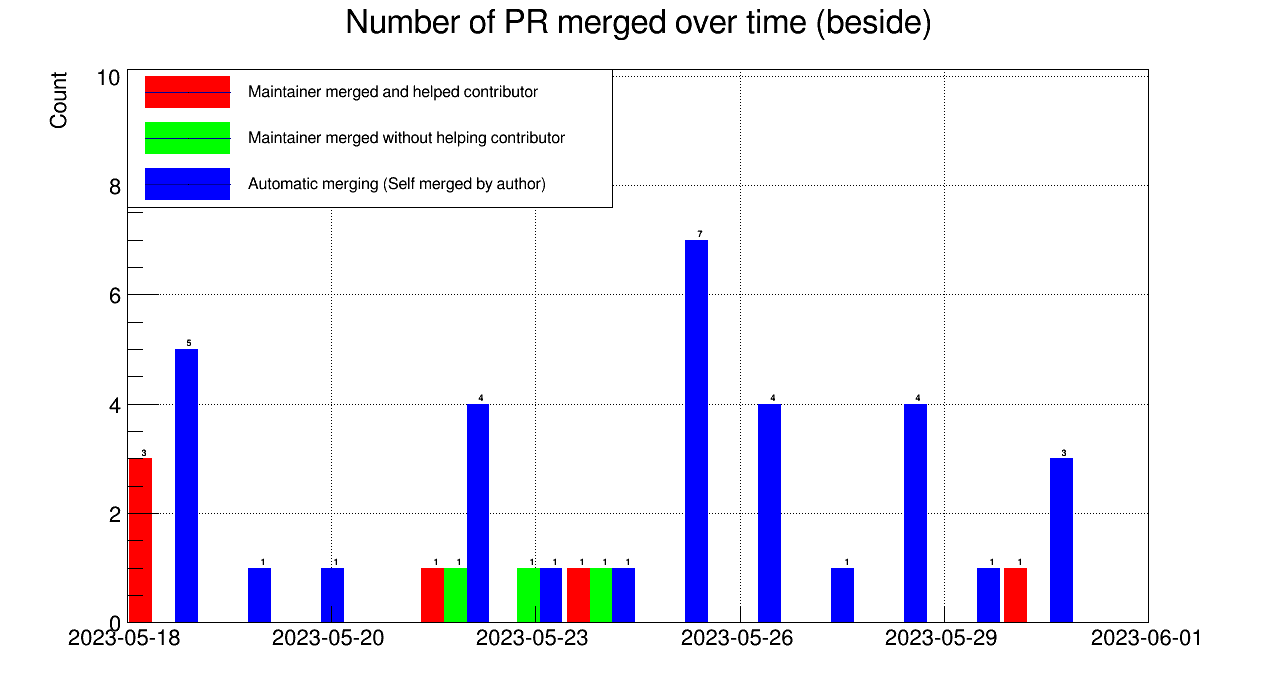 Number of PR merged over time (beside)
Count
10
Maintainer merged and helped contributor
Maintainer merged without helping contributor
8
Automatic merging (Self merged by author)
7
6
5
4
4 4 4
3 3
2
1 1 1 1 1 1 1 1 1 1 1 1
0
2023-05-18 2023-05-20 2023-05-23 2023-05-26 2023-05-29 2023-06-01